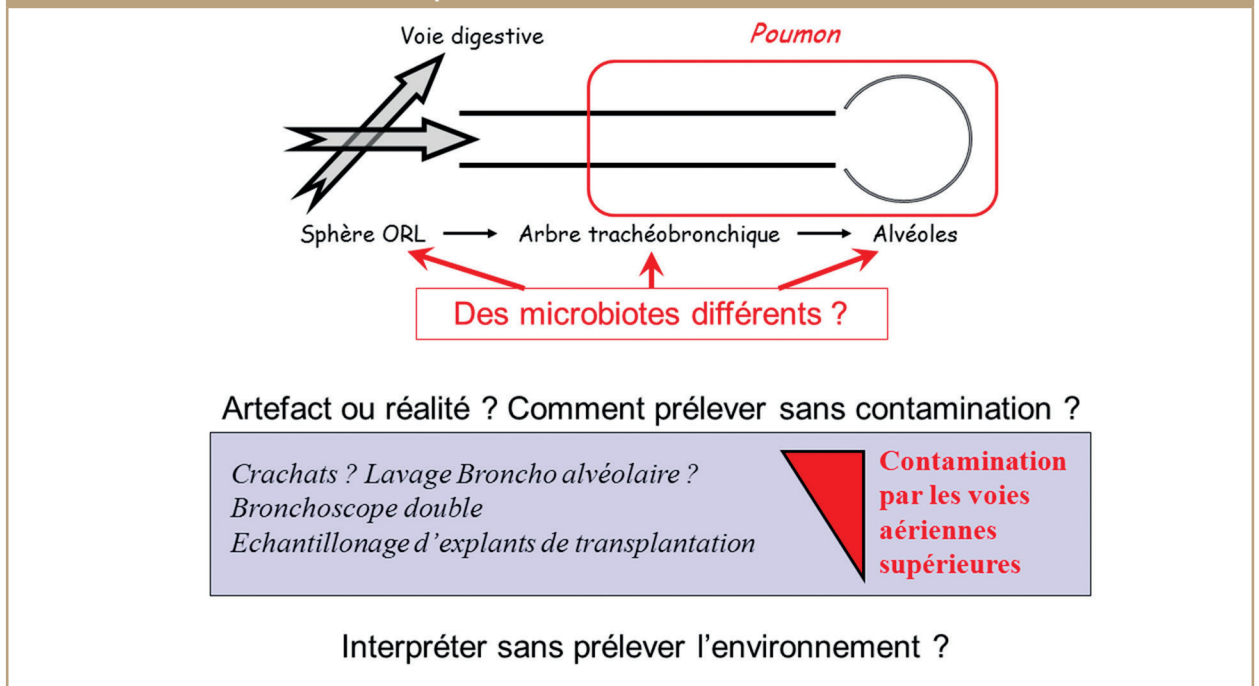 Voie digestive
Poumon
Sphère ORL
Arbre trachéobronchique
Alvéoles
Des microbiotes différents ?
Artefact ou réalité ? Comment prélever sans contamination ?
Crachats ? Lavage Broncho alvéolaire ?
Bronchoscope double
Echantillonage d’explants de transplantation
Contamination
par les voies
aériennes
supérieures
Interpréter sans prélever l’environnement ?